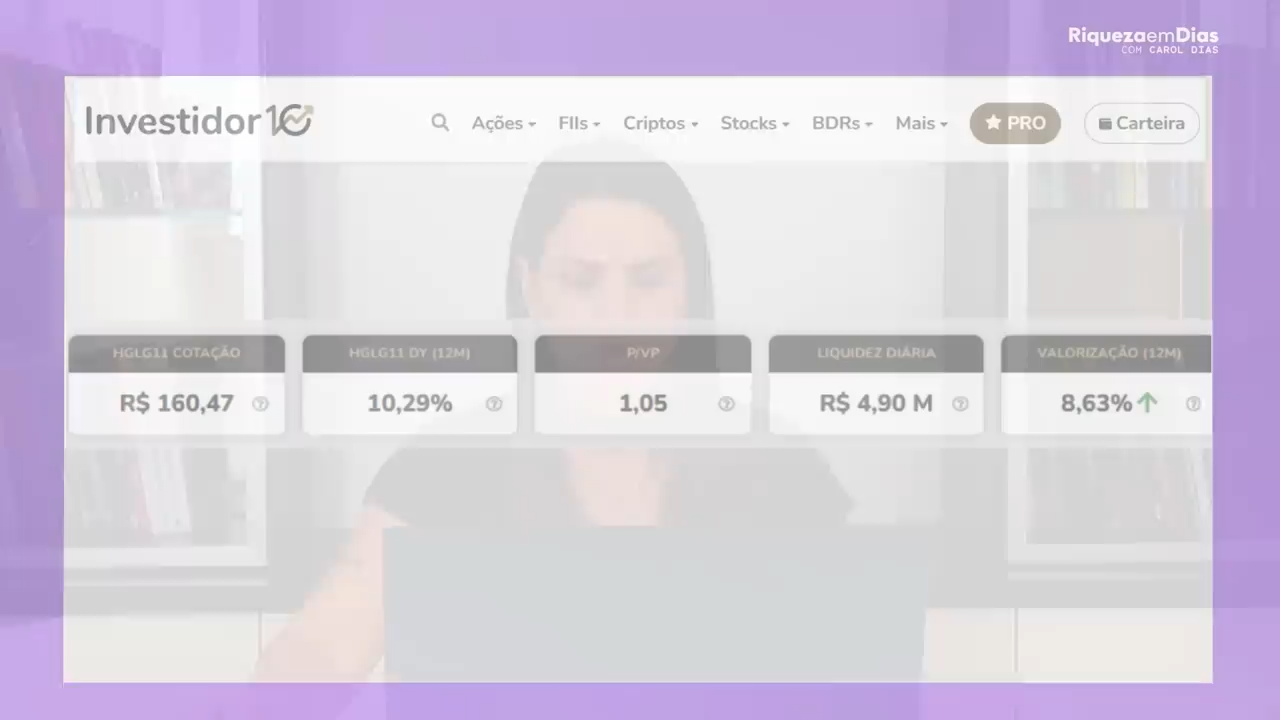 RiquezaemDias
COM CAROL DIAS
Investidor10
Ações FIIs Criptos Stocks BDRs Mais PRO Carteira
HGLG11 COTAÇÃO HGLG11 DY (12M) P/VP LIQUIDEZ DIÁRIA VALORIZAÇÃO (12M)
R$ 160,47 10,29% 1,05 R$ 4,90 M 8,63%